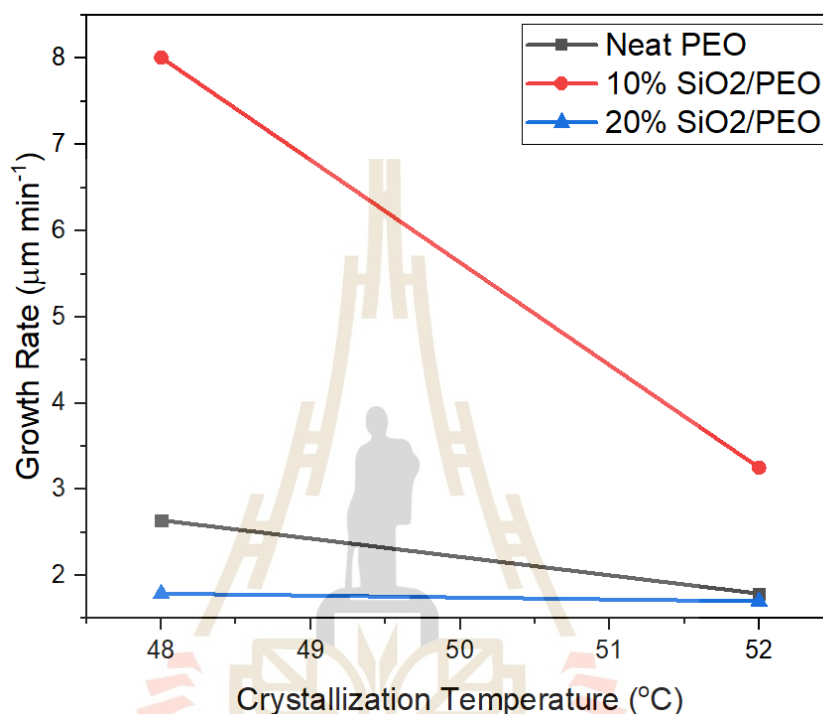 Neat PEO
10% SiO2/PEO
20% SiO2/PEO
8
7
6
5
4
3
2
Growth Rate (μm min⁻¹)
48 49 50 51 52
Crystallization Temperature (°C)